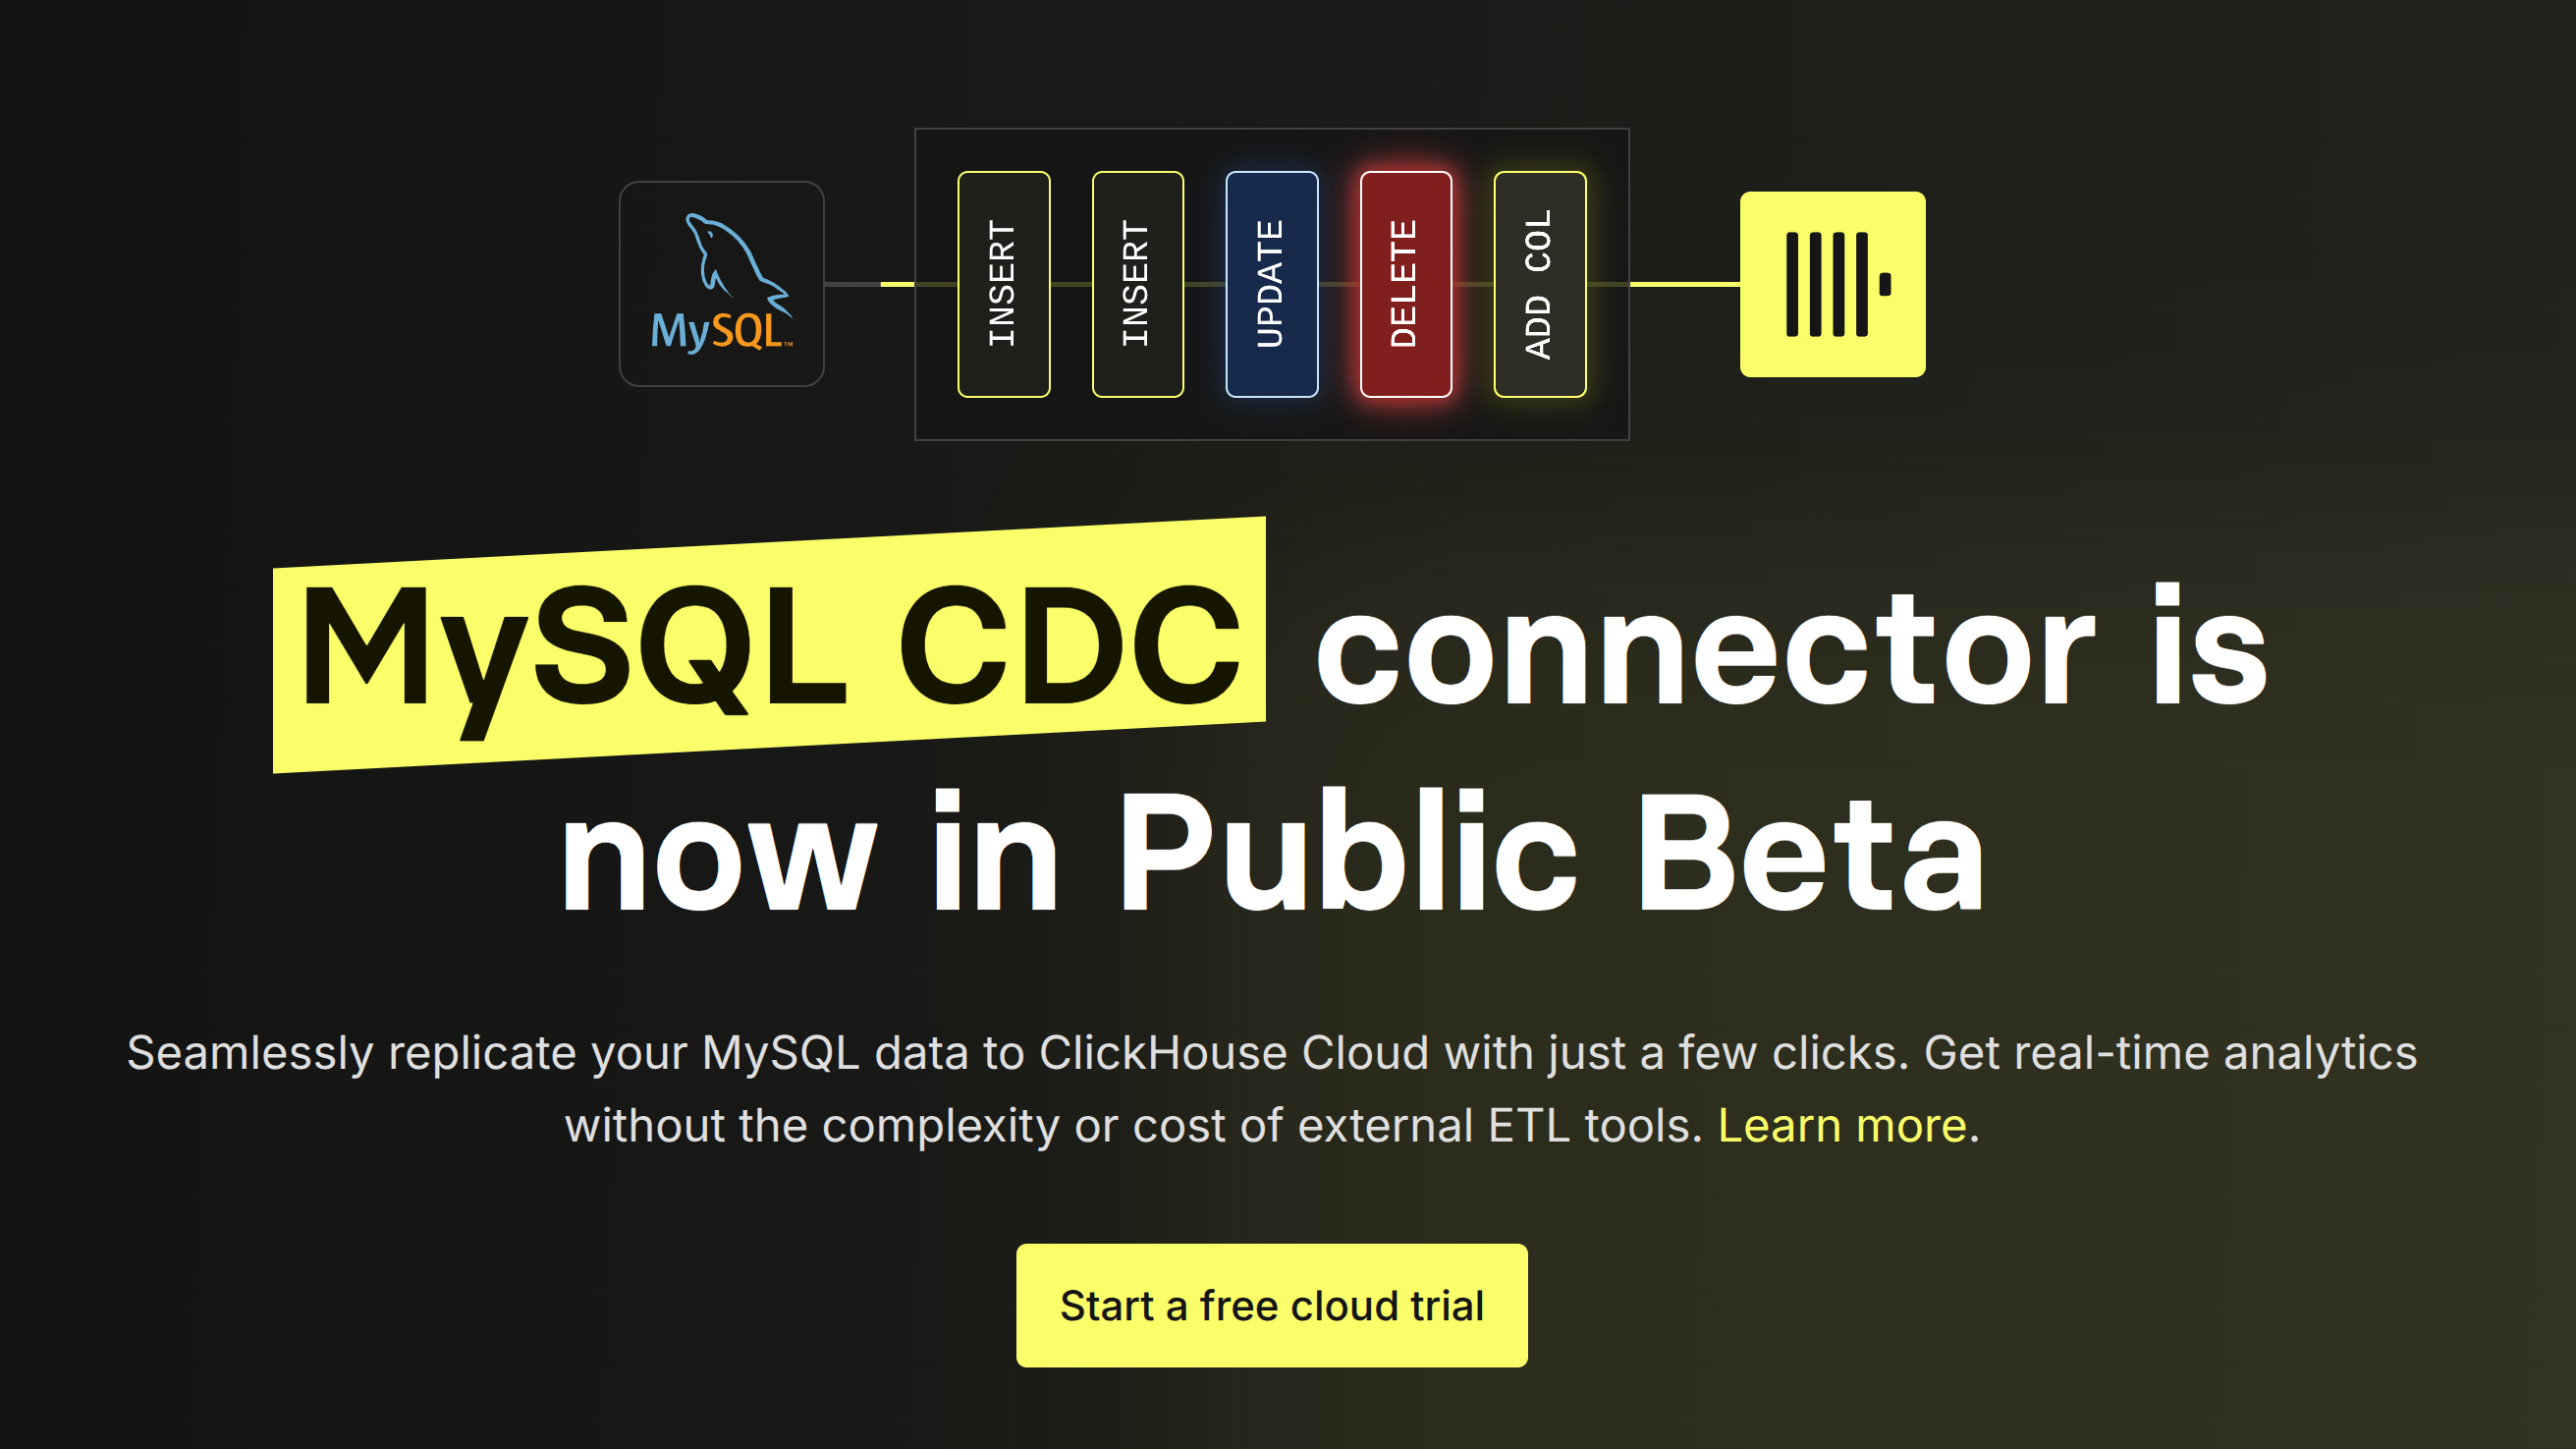 MySQL™
INSERT
INSERT
UPDATE
DELETE
ADD COL
MySQL CDC connector is
now in Public Beta
Seamlessly replicate your MySQL data to ClickHouse Cloud with just a few clicks. Get real-time analytics
without the complexity or cost of external ETL tools. Learn more.
Start a free cloud trial